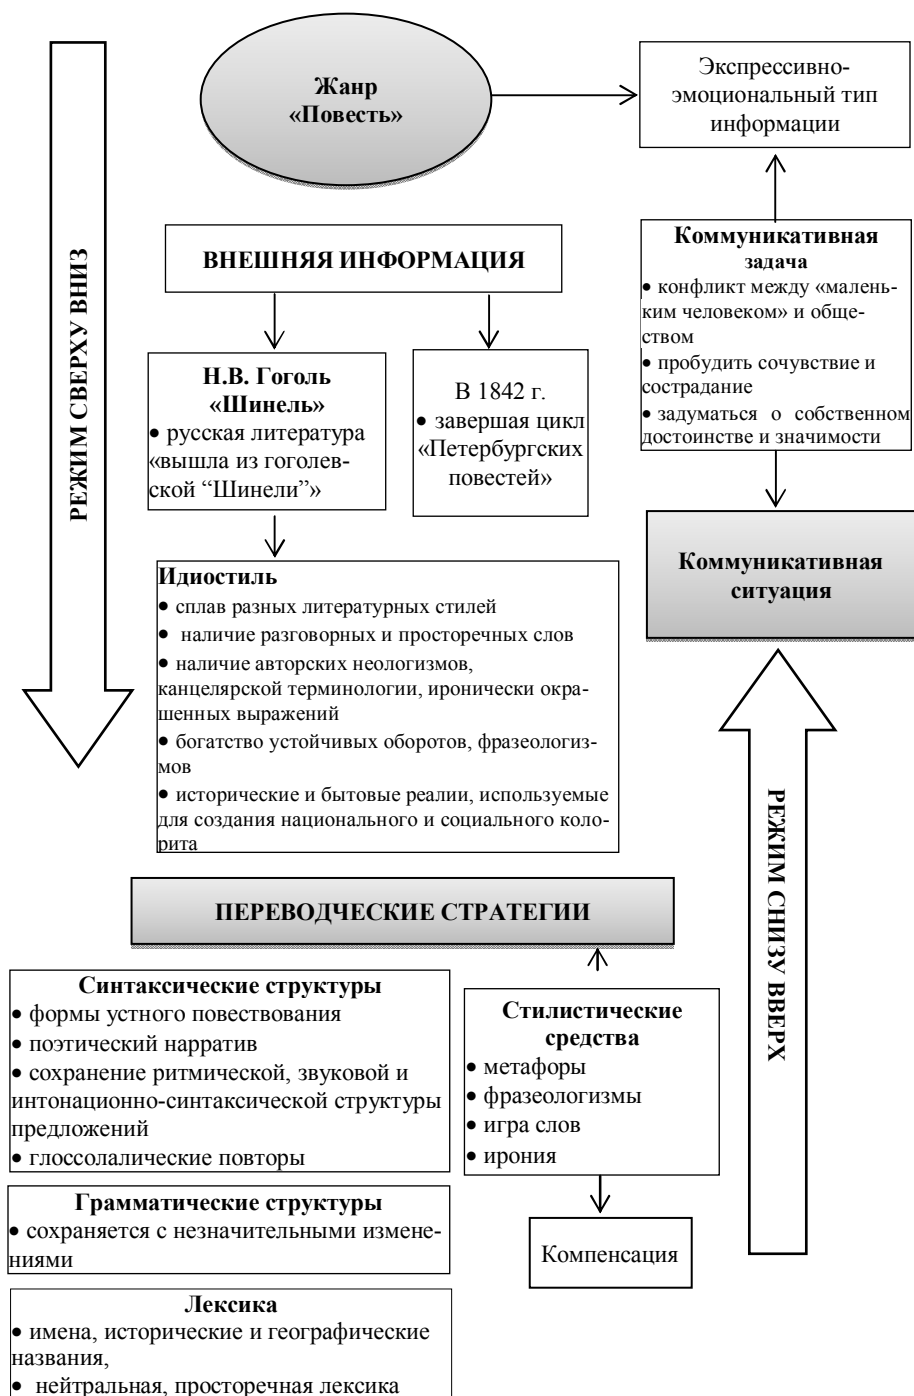 Жанр
«Повесть»
Экспрессивно-
эмоциональный тип
информации
РЕЖИМ СВЕРХУ ВНИЗ
ВНЕШНЯЯ ИНФОРМАЦИЯ
Коммуникативная
задача
• конфликт между «малень-
ким человеком» и обще-
ством
• пробудить сочувствие и
сострадание
• задуматься о собственном
достоинстве и значимости
Н.В. Гоголь
«Шинель»
• русская литература
«вышла из гоголев-
ской “Шинели”»
В 1842 г.
• завершая цикл
«Петербургских
повестей»
Коммуникативная
ситуация
Идиостиль
• сплав разных литературных стилей
• наличие разговорных и просторечных слов
• наличие авторских неологизмов,
канцелярской терминологии, иронически окра-
шенных выражений
• богатство устойчивых оборотов, фразеологиз-
мов
• исторические и бытовые реалии, используемые
для создания национального и социального коло-
рита
РЕЖИМ СНИЗУ ВВЕРХ
ПЕРЕВОДЧЕСКИЕ СТРАТЕГИИ
Синтаксические структуры
• формы устного повествования
• поэтический нарратив
• сохранение ритмической, звуковой и
интонационно-синтаксической структуры
предложений
• глоссолалические повторы
Стилистические
средства
• метафоры
• фразеологизмы
• игра слов
• ирония
Грамматические структуры
• сохраняется с незначительными измене-
ниями
Компенсация
Лексика
• имена, исторические и географические
названия,
• нейтральная, просторечная лексика